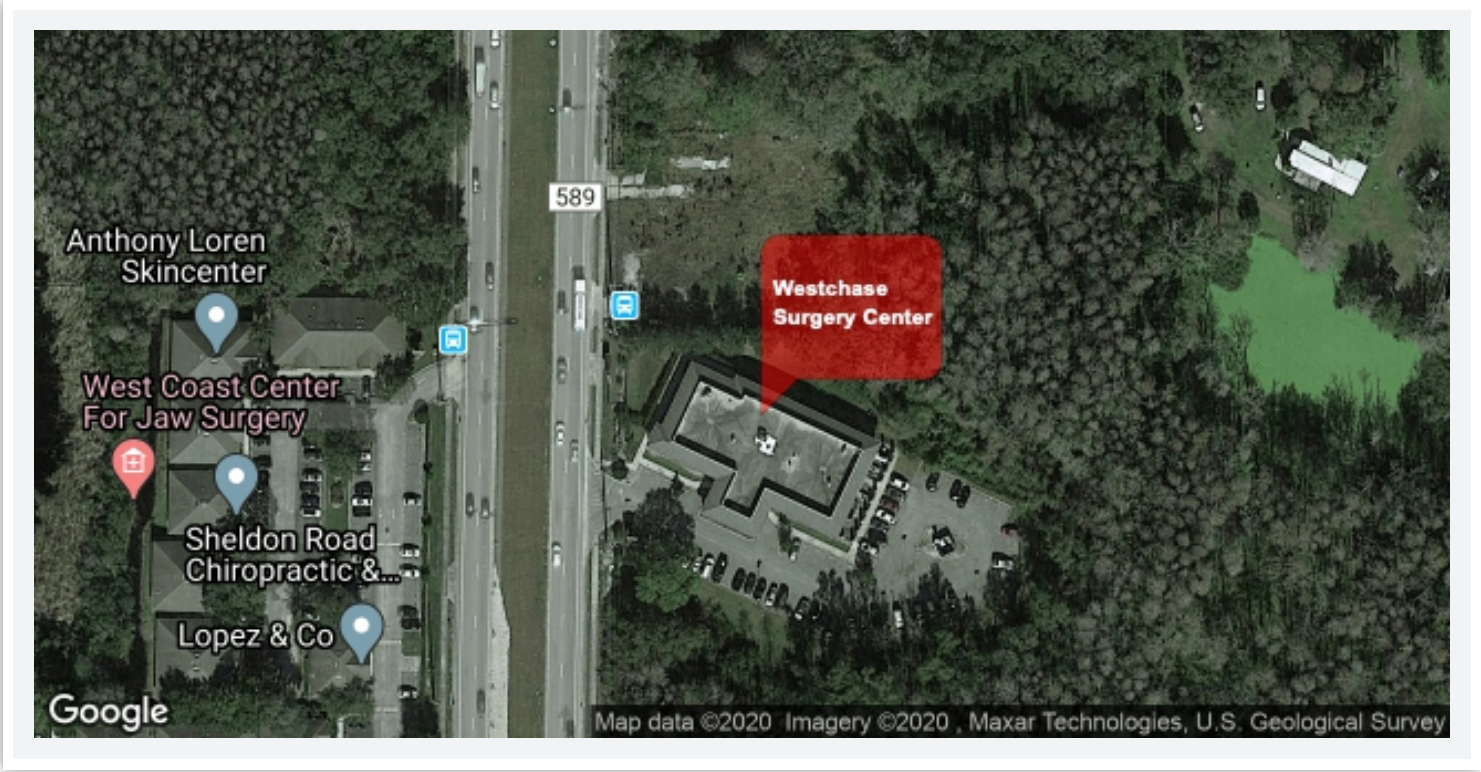 589
Anthony Loren
Skincenter
Westchase
Surgery Center
West Coast Center
For Jaw Surgery
Sheldon Road
Chiropractic &...
Lopez & Co
Google
Map data ©2020 Imagery ©2020 , Maxar Technologies, U.S. Geological Survey